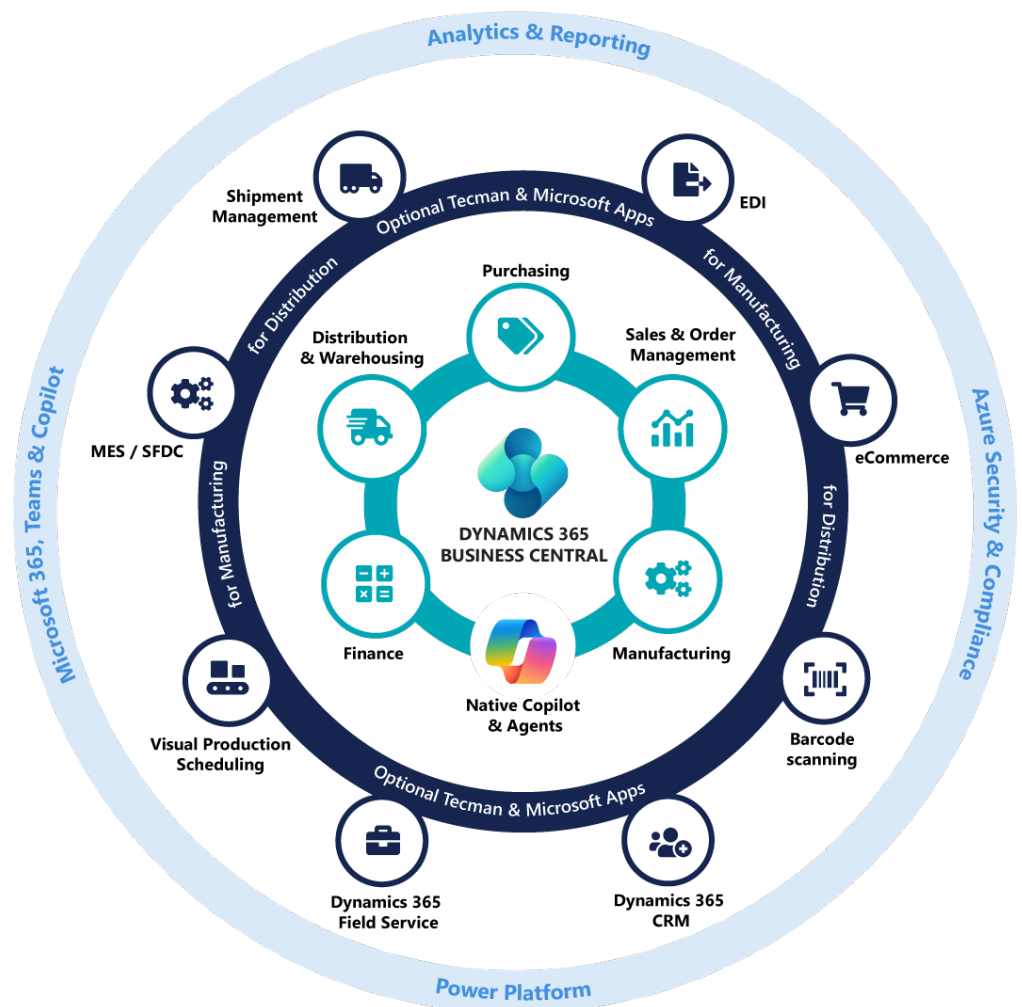 Analytics & Reporting
Shipment
Management
EDI
Optional Tecman & Microsoft Apps
for Distribution
for Manufacturing
Purchasing
Distribution
& Warehousing
Sales & Order
Management
Microsoft 365, Teams & Copilot
Azure Security & Compliance
MES / SFDC
eCommerce
for Manufacturing
for Distribution
DYNAMICS 365
BUSINESS CENTRAL
Finance
Manufacturing
Native Copilot
& Agents
Visual Production
Scheduling
Barcode
scanning
Optional Tecman & Microsoft Apps
Dynamics 365
Field Service
Dynamics 365
CRM
Power Platform